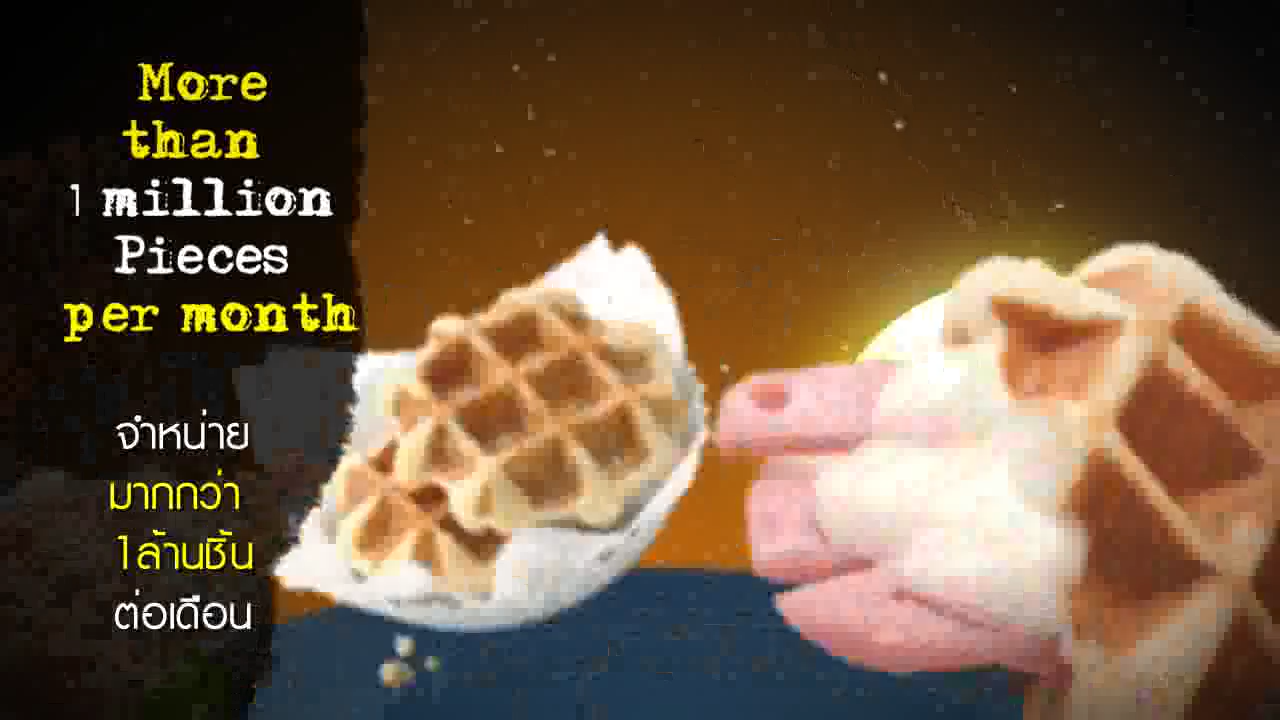 More
than
1 million
Pieces
per month
จำหน่าย
มากกว่า
1ล้านชิ้น
ต่อเดือน